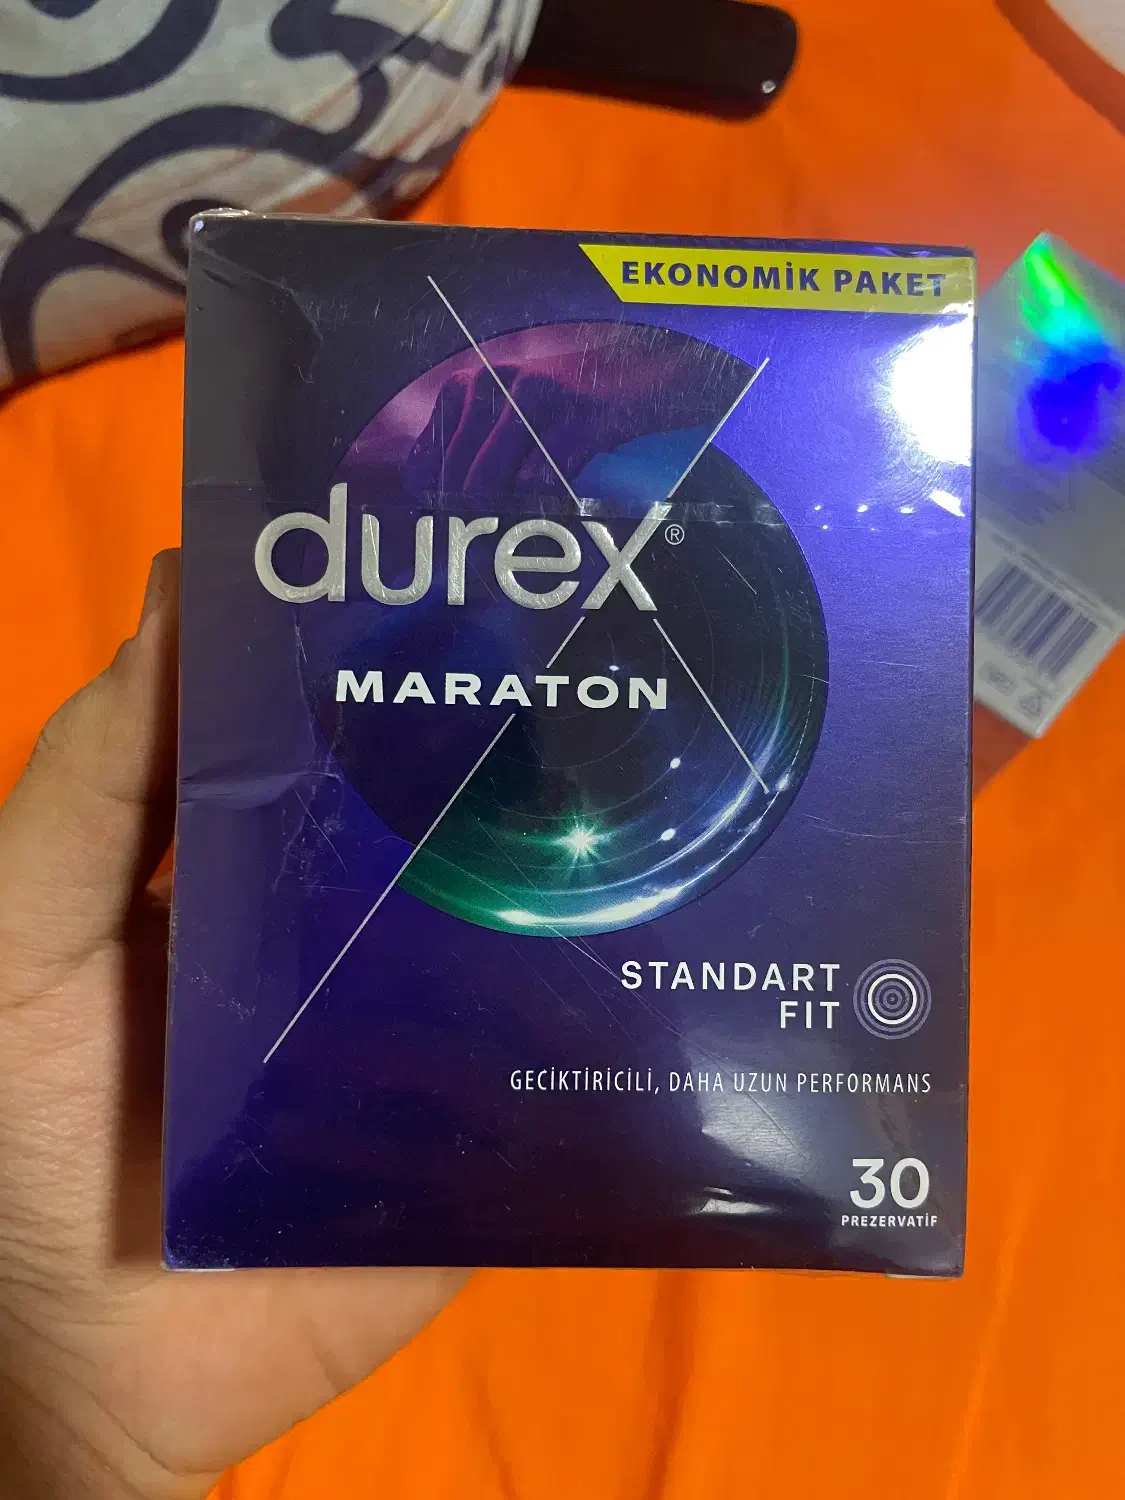 EKONOMİK PAKET
durex®
MARATON
STANDART
FIT
GECİKTİRİCİLİ, DAHA UZUN PERFORMANS
30
PREZERVATİF